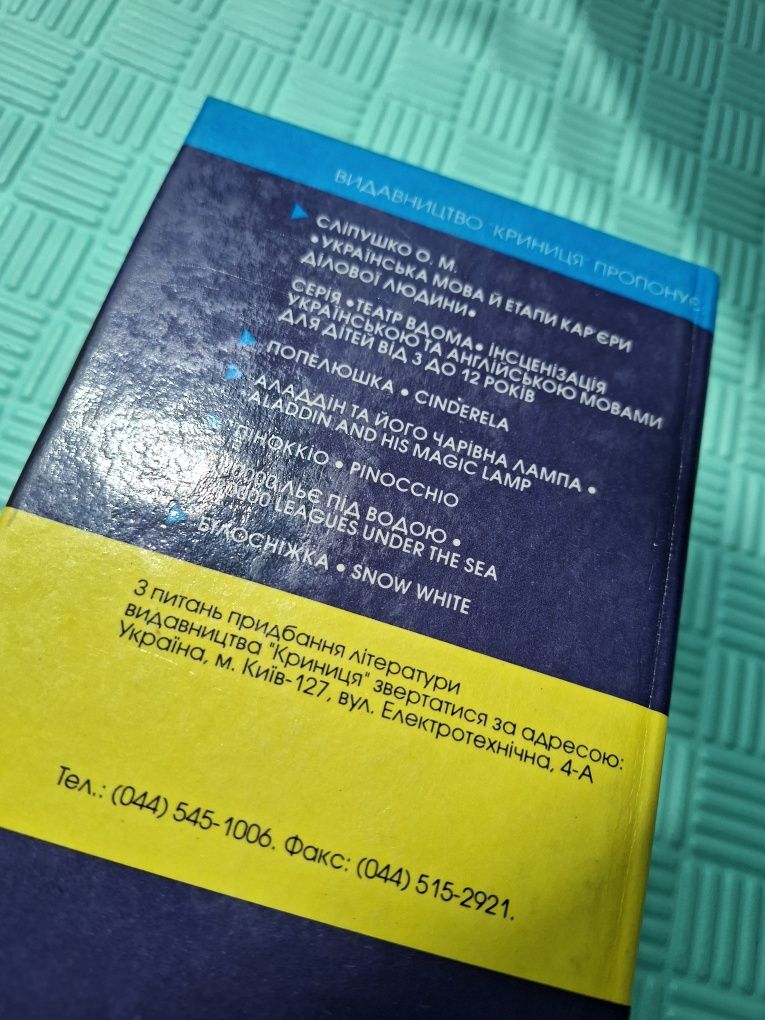 ВИДАВНИЦТВО "КРИНИЦЯ" ПРОПОНУЄ
СЛІПУШКО О. М.
•УКРАЇНСЬКА МОВА Й ЕТАПИ КАР'ЄРИ
ДІЛОВОЇ ЛЮДИНИ•
СЕРІЯ •ТЕАТР ВДОМА• ІНСЦЕНІЗАЦІЯ
УКРАЇНСЬКОЮ ТА АНГЛІЙСЬКОЮ МОВАМИ
ДЛЯ ДІТЕЙ ВІД 3 ДО 12 РОКІВ
ПОПЕЛЮШКА • CINDERELA
АЛАДДІН ТА ЙОГО ЧАРІВНА ЛАМПА •
ALADDIN AND HIS MAGIC LAMP
ПІНОККІО • PINOCCHIO
ЛЬЄ ПІД ВОДОЮ •
LEAGUES UNDER THE SEA
БІЛОСНІЖКА • SNOW WHITE
З питань придбання літератури
видавництва "Криниця" звертатися за адресою:
Україна, м. Київ-127, вул. Електротехнічна, 4-А
Тел.: (044) 545-1006. Факс: (044) 515-2921.